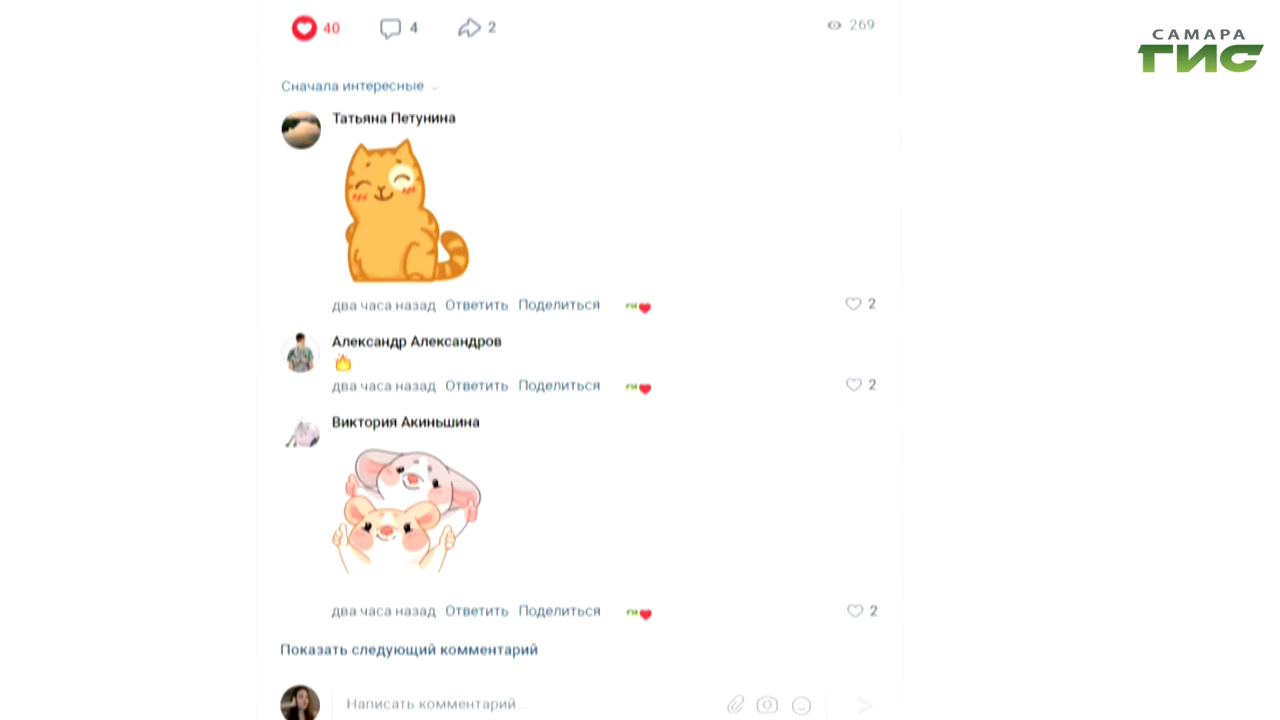 40 4 2 269
САМАРА
ГИС
Сначала интересные
Татьяна Петунина
два часа назад Ответить Поделиться 2
Александр Александров
два часа назад Ответить Поделиться 2
Виктория Акиньшина
два часа назад Ответить Поделиться 2
Показать следующий комментарий
Написать комментарий...